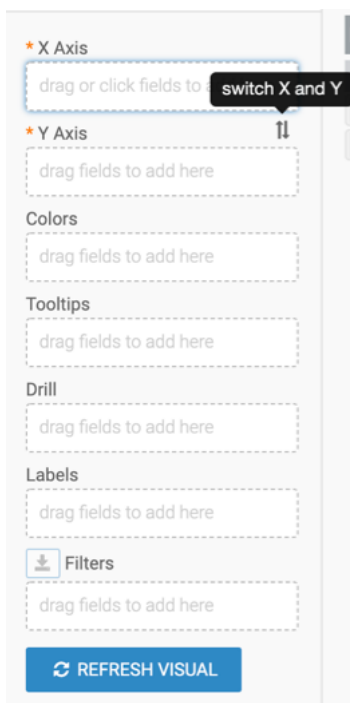 * X Axis
drag or click fields to a
switch X and Y
* Y Axis
drag fields to add here
Colors
drag fields to add here
Tooltips
drag fields to add here
Drill
drag fields to add here
Labels
drag fields to add here
Filters
drag fields to add here
REFRESH VISUAL